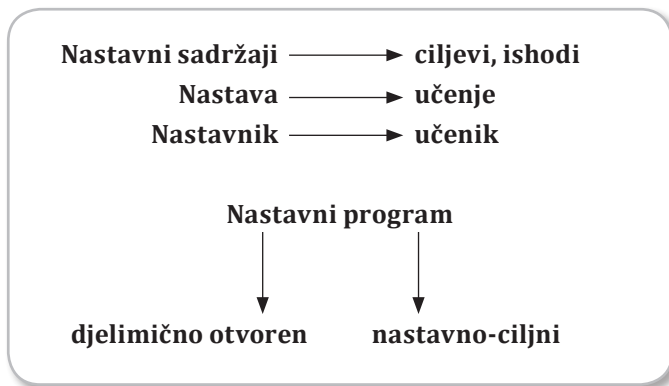 Nastavni sadržaji ciljevi, ishodi
Nastava učenje
Nastavnik učenik
Nastavni program
djelimično otvoren nastavno-ciljni